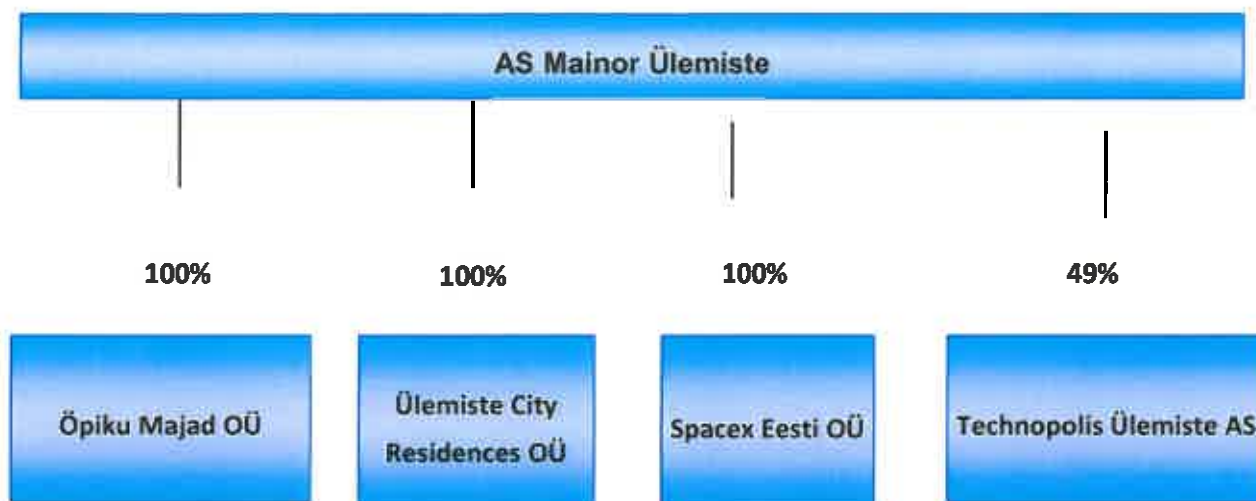 AS Mainor Ülemiste
100%
100%
100%
49%
Öpiku Majad OÜ
Ülemiste City
Residences OÜ
Spacex Eesti OÜ
Technopolis Ülemiste AS